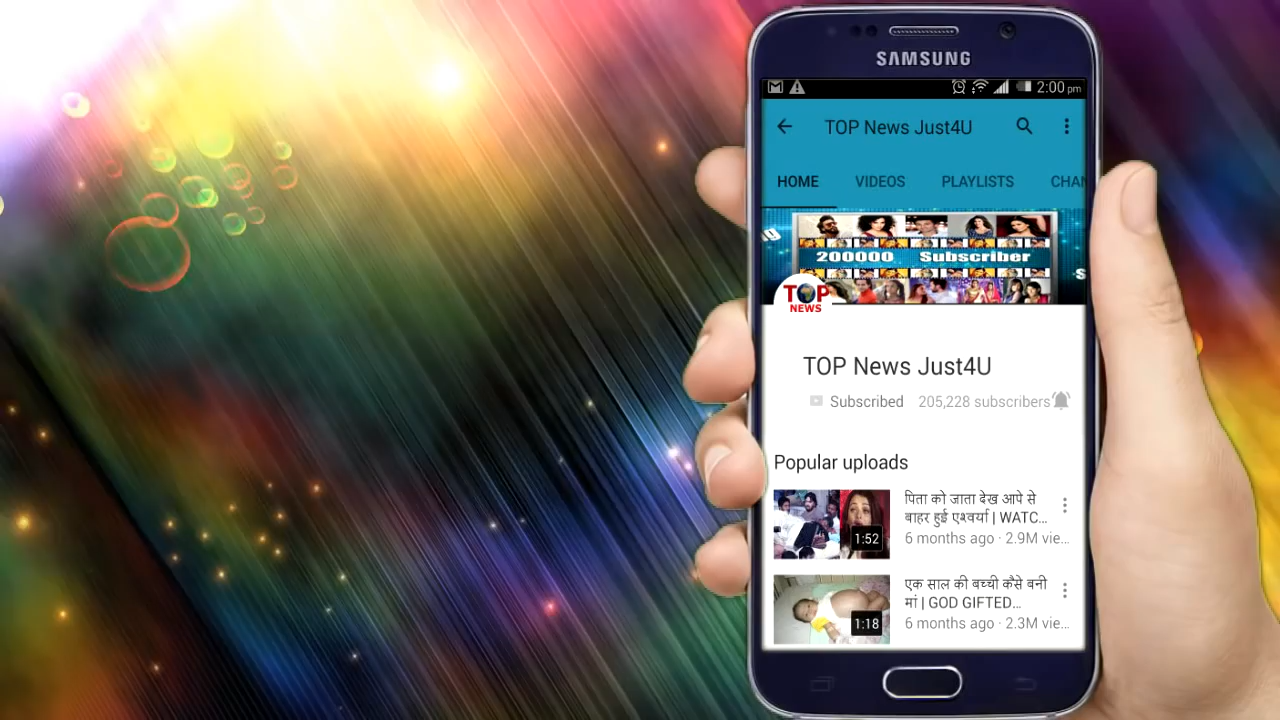 SAMSUNG
2:00 pm
TOP News Just4U
HOME VIDEOS PLAYLISTS CHAN
200000 Subscriber
TOP
NEWS
TOP News Just4U
Subscribed 205,228 subscribers
Popular uploads
पिता को जाता देख आपे से
बाहर हुई एश्वर्या | WATC...
6 months ago · 2.9M vie...
1:52
एक साल की बच्ची कैसे बनी
मां | GOD GIFTED...
6 months ago · 2.3M vie...
1:18